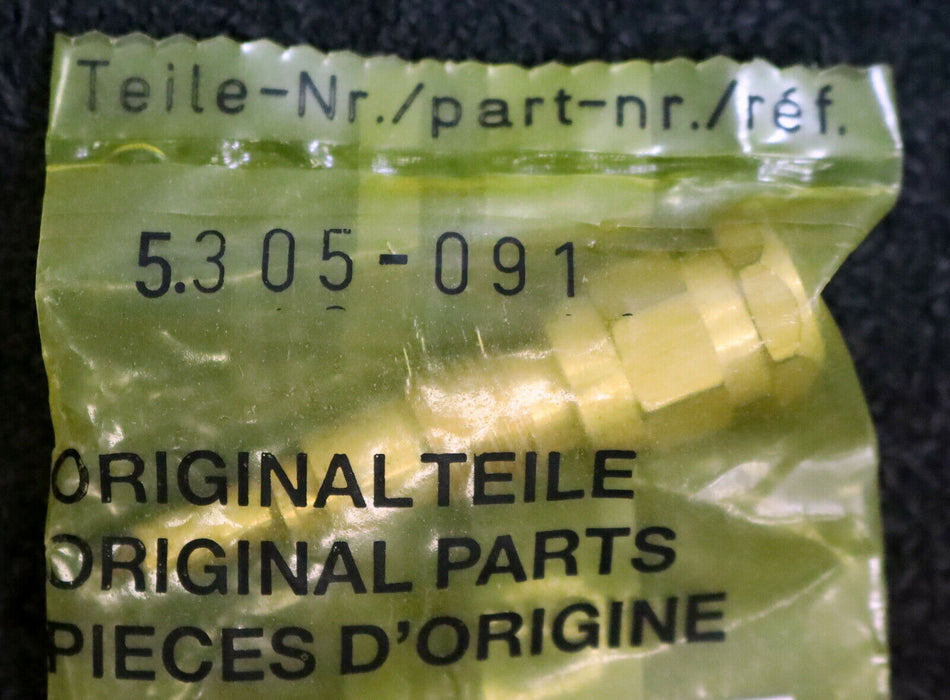 Teile-Nr./part-nr./réf.
5.305-091
ORIGINALTEILE
ORIGINAL PARTS
PIECES D'ORIGINE